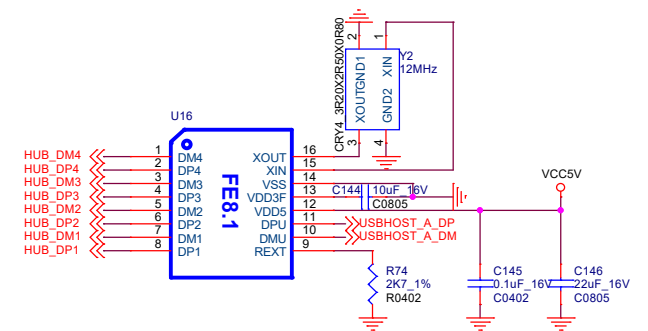 CRY4_3R20X2R50X0R80
2
1
GND1
XIN
XOUT
GND2
3
4
Y2
12MHz
U16
FE8.1
HUB_DM4
HUB_DP4
HUB_DM3
HUB_DP3
HUB_DM2
HUB_DP2
HUB_DM1
HUB_DP1
1
2
3
4
5
6
7
8
DM4
DP4
DM3
DP3
DM2
DP2
DM1
DP1
XOUT
XIN
VSS
VDD3F
VDD5
DPU
DMU
REXT
16
15
14
13
12
11
10
9
C144
10uF_16V
C0805
USBHOST_A_DP
USBHOST_A_DM
VCC5V
R74
2K7_1%
R0402
C145
0.1uF_16V
C0402
C146
22uF_16V
C0805